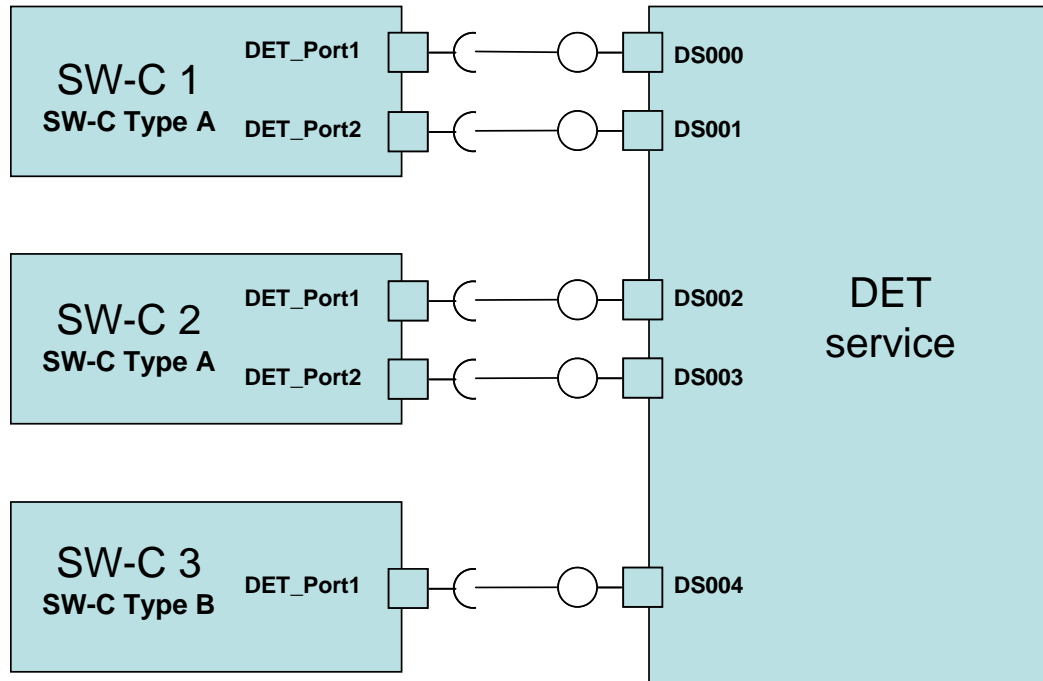 SW-C 1
SW-C Type A
DET_Port1
DET_Port2
DS000
DS001
SW-C 2
SW-C Type A
DET_Port1
DET_Port2
DS002
DS003
SW-C 3
SW-C Type B
DET_Port1
DS004
DET
service